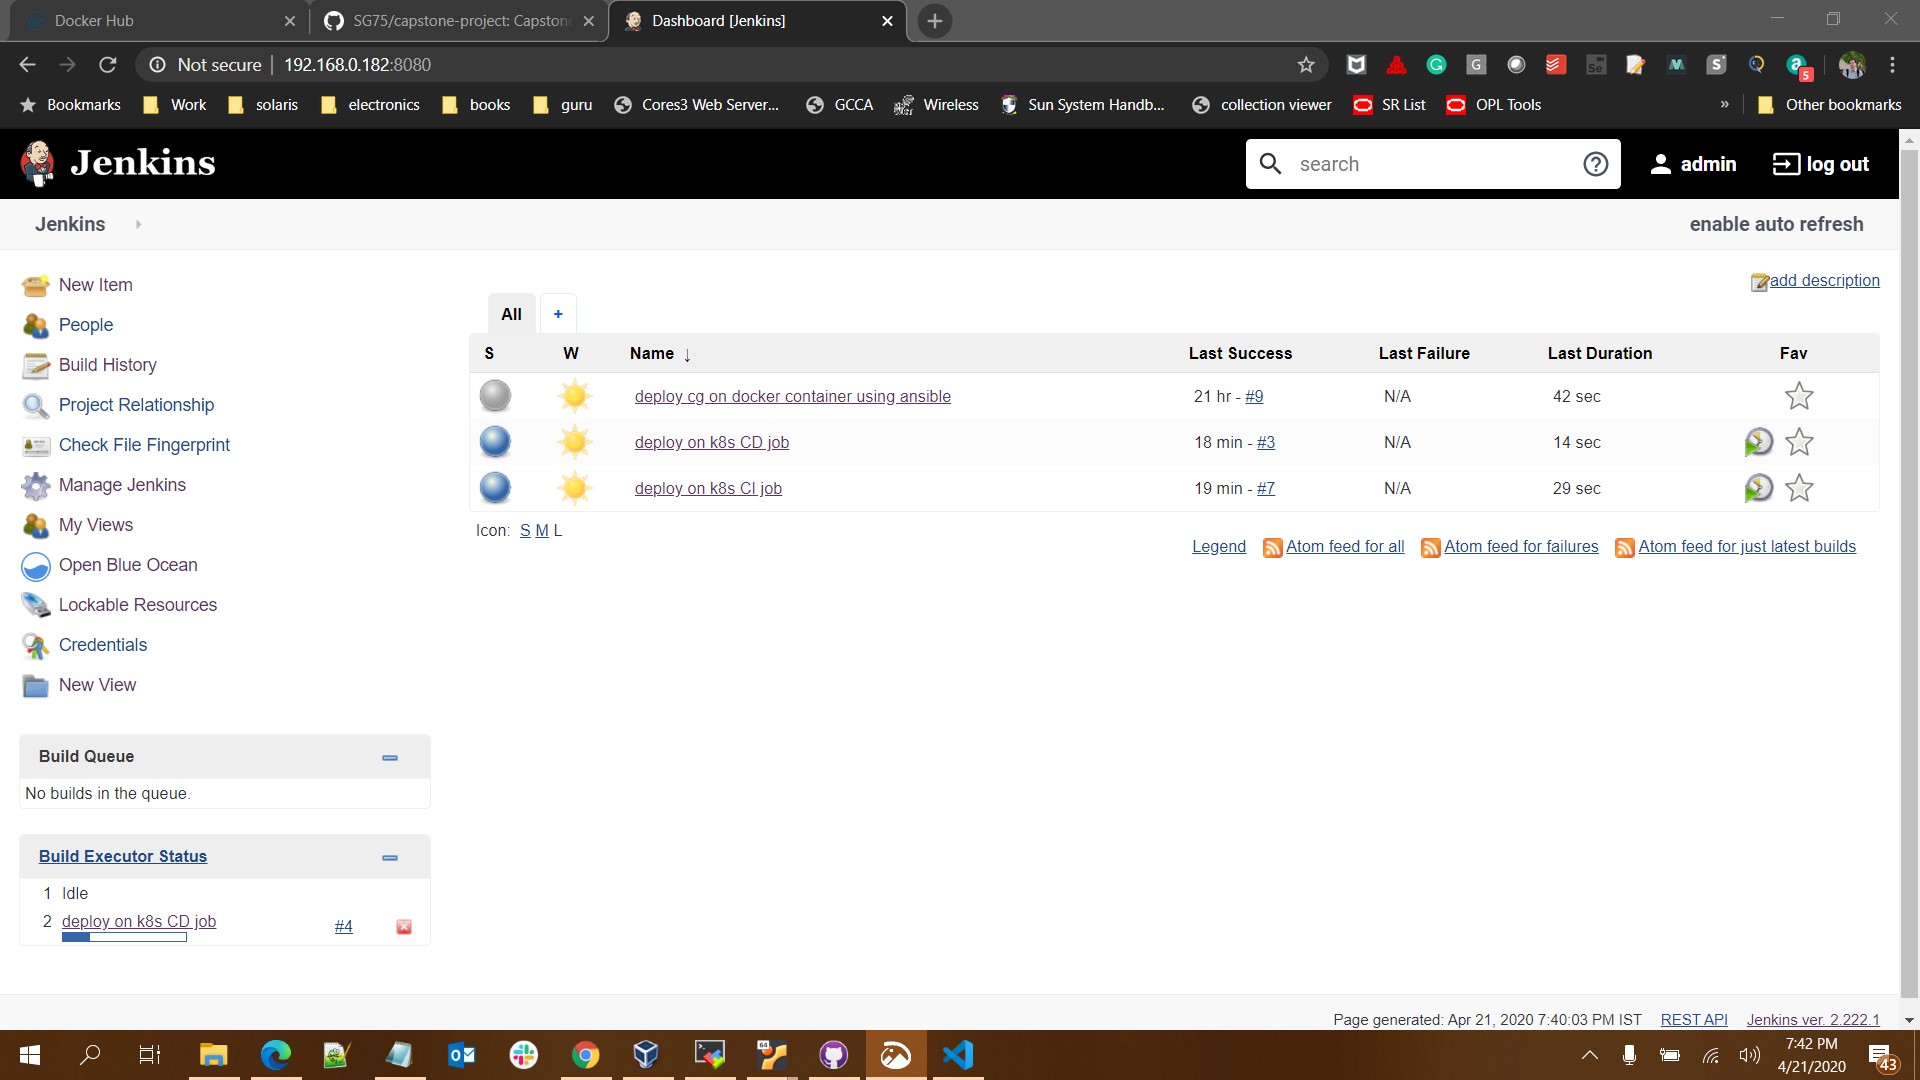 Docker Hub
SG75/capstone-project: Capstone
Dashboard [Jenkins]
Not secure 192.168.0.182:8080
5
Bookmarks Work solaris electronics books guru Cores3 Web Server... GCCA Wireless Sun System Handb... collection viewer SR List OPL Tools » Other bookmarks
Jenkins search admin log out
Jenkins enable auto refresh
New Item
People
Build History
Project Relationship
Check File Fingerprint
Manage Jenkins
My Views
Open Blue Ocean
Lockable Resources
Credentials
New View
add description
All +
S W Name ↓ Last Success Last Failure Last Duration Fav
deploy cg on docker container using ansible 21 hr - #9 N/A 42 sec
deploy on k8s CD job 18 min - #3 N/A 14 sec
deploy on k8s CI job 19 min - #7 N/A 29 sec
Icon: S M L
Legend Atom feed for all Atom feed for failures Atom feed for just latest builds
Build Queue
No builds in the queue.
Build Executor Status
1 Idle
2 deploy on k8s CD job #4
Page generated: Apr 21, 2020 7:40:03 PM IST REST API Jenkins ver. 2.222.1
7:42 PM
4/21/2020
43